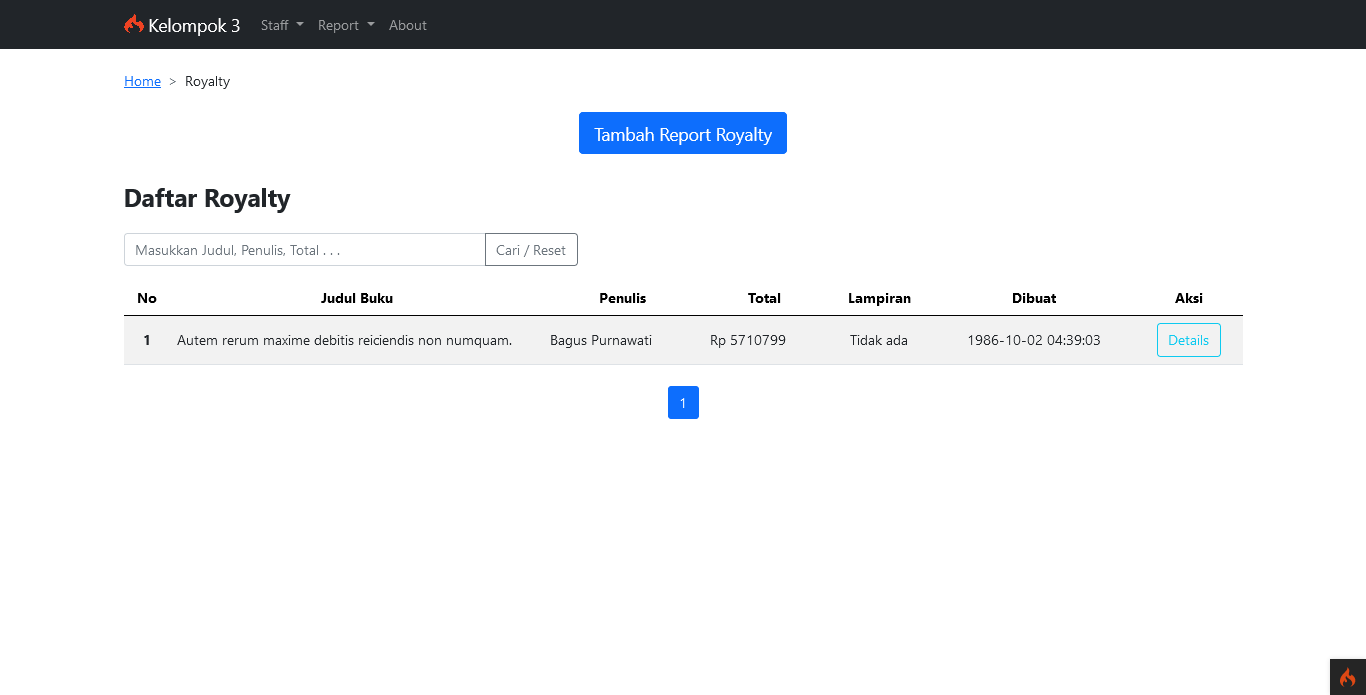 Kelompok 3 Staff Report About
Home > Royalty
Tambah Report Royalty
Daftar Royalty
Masukkan Judul, Penulis, Total . . . Cari / Reset
No Judul Buku Penulis Total Lampiran Dibuat Aksi
1 Autem rerum maxime debitis reiciendis non numquam. Bagus Purnawati Rp 5710799 Tidak ada 1986-10-02 04:39:03 Details
1